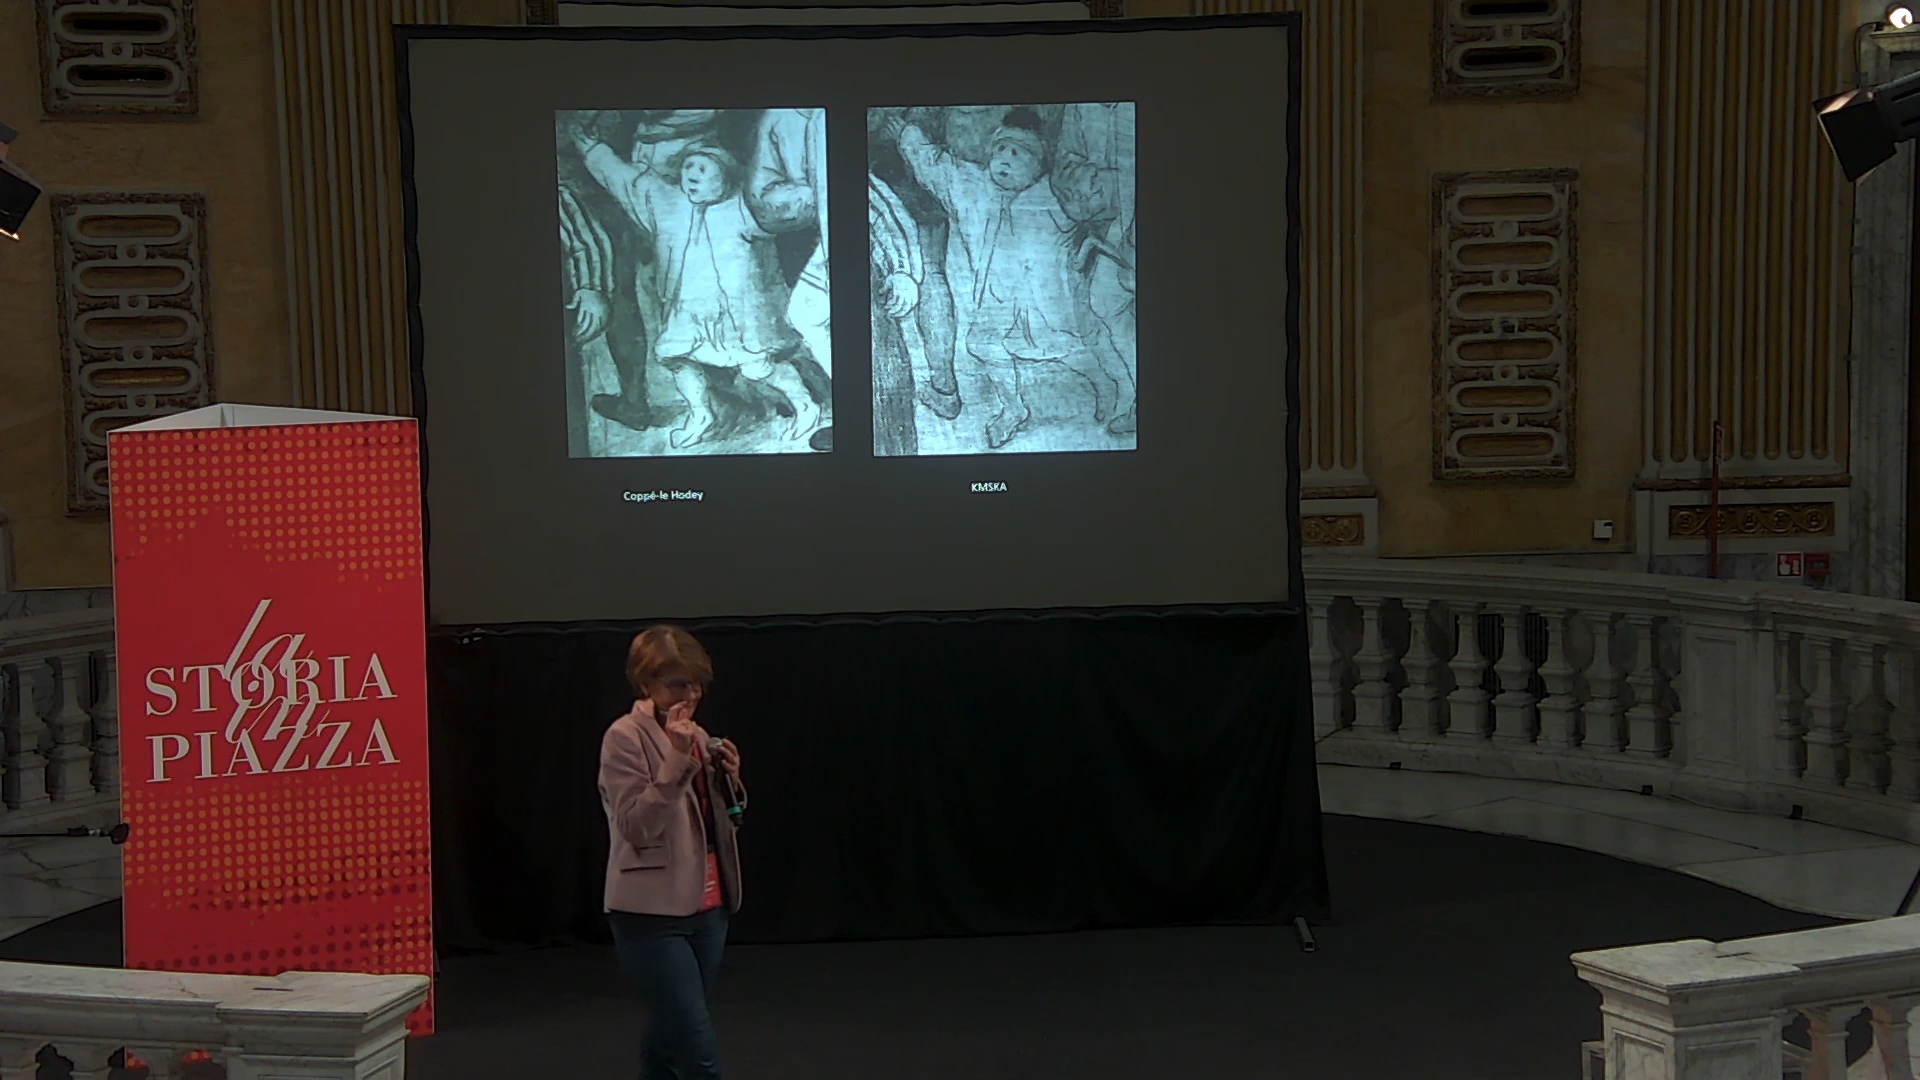 Coppé-le Hodey
KMSKA
la
STORIA
in
PIAZZA